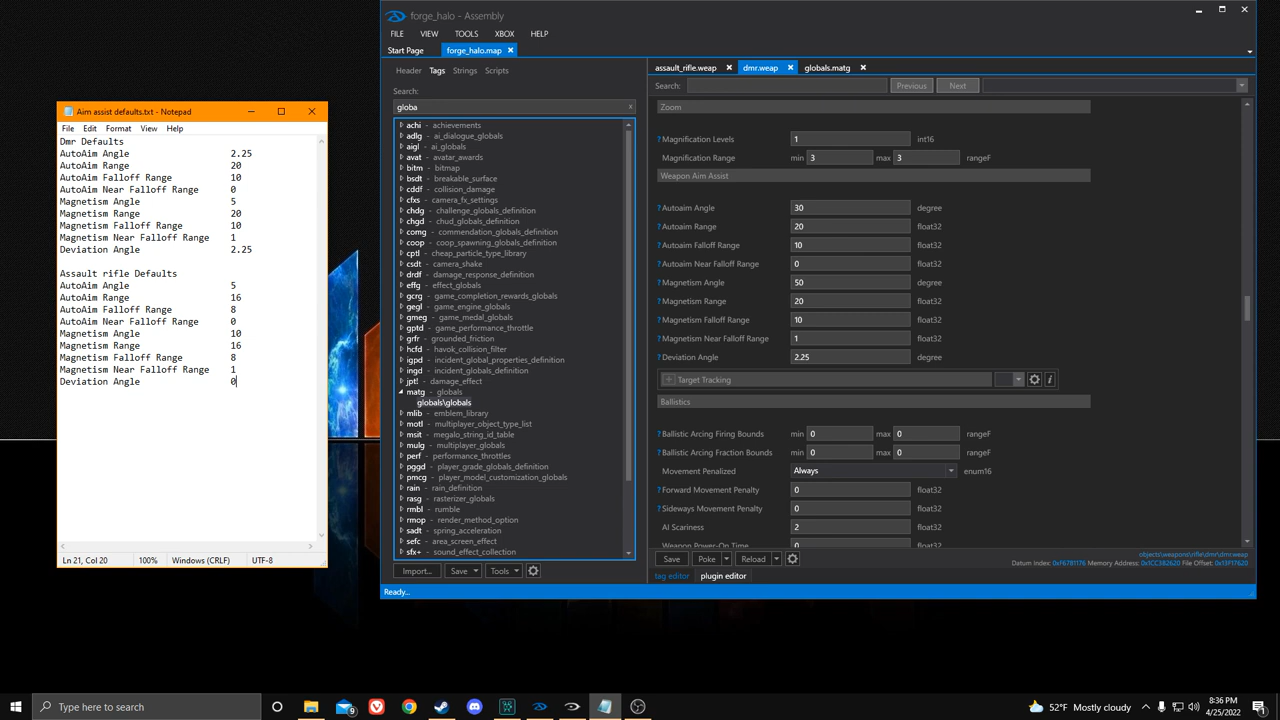 forge_halo - Assembly
FILE VIEW TOOLS XBOX HELP
Start Page forge_halo.map
Header Tags Strings Scripts
Search:
globa
achi - achievements
adlg - ai_dialogue_globals
aigl - ai_globals
avat - avatar_awards
bitm - bitmap
bsdt - breakable_surface
cddf - collision_damage
cfxs - camera_fx_settings
chdg - challenge_globals_definition
chgd - chud_globals_definition
comg - commendation_globals_definition
coop - coop_spawning_globals_definition
cptl - cheap_particle_type_library
csdt - camera_shake
drdf - damage_response_definition
effg - effect_globals
gcrg - game_completion_rewards_globals
gegl - game_engine_globals
gmeg - game_medal_globals
gptd - game_performance_throttle
grfr - grounded_friction
hcfd - havok_collision_filter
igpd - incident_global_properties_definition
ingd - incident_globals_definition
jpt! - damage_effect
matg - globals
globals\globals
mlib - emblem_library
motl - multiplayer_object_type_list
msit - megalo_string_id_table
mulg - multiplayer_globals
perf - performance_throttles
pggd - player_grade_globals_definition
pmcg - player_model_customization_globals
rain - rain_definition
rasg - rasterizer_globals
rmbl - rumble
rmop - render_method_option
sadt - spring_acceleration
sefc - area_screen_effect
sfx+ - sound_effect_collection
Import... Save Tools
Ready...
assault_rifle.weap dmr.weap globals.matg
Search: Previous Next
Zoom
? Magnification Levels 1 int16
? Magnification Range min 3 max 3 rangeF
Weapon Aim Assist
? Autoaim Angle 30 degree
? Autoaim Range 20 float32
? Autoaim Falloff Range 10 float32
? Autoaim Near Falloff Range 0 float32
? Magnetism Angle 50 degree
? Magnetism Range 20 float32
? Magnetism Falloff Range 10 float32
? Magnetism Near Falloff Range 1 float32
? Deviation Angle 2.25 degree
Target Tracking
Ballistics
? Ballistic Arcing Firing Bounds min 0 max 0 rangeF
? Ballistic Arcing Fraction Bounds min 0 max 0 rangeF
Movement Penalized Always enum16
? Forward Movement Penalty 0 float32
? Sideways Movement Penalty 0 float32
AI Scariness 2 float32
Weapon Power-On Time 0 float32
Save Poke Reload
objects\weapons\rifle\dmr\dmr.weap
Datum Index: 0xF6781176 Memory Address: 0x1CC382620 File Offset: 0x13F17620
tag editor plugin editor
Aim assist defaults.txt - Notepad
File Edit Format View Help
Dmr Defaults
AutoAim Angle 2.25
AutoAim Range 20
AutoAim Falloff Range 10
AutoAim Near Falloff Range 0
Magnetism Angle 5
Magnetism Range 20
Magnetism Falloff Range 10
Magnetism Near Falloff Range 1
Deviation Angle 2.25
Assault rifle Defaults
AutoAim Angle 5
AutoAim Range 16
AutoAim Falloff Range 8
AutoAim Near Falloff Range 0
Magnetism Angle 10
Magnetism Range 16
Magnetism Falloff Range 8
Magnetism Near Falloff Range 1
Deviation Angle 0
Ln 21, Col 20 100% Windows (CRLF) UTF-8
Type here to search
9
52°F Mostly cloudy
8:36 PM
4/25/2022
1